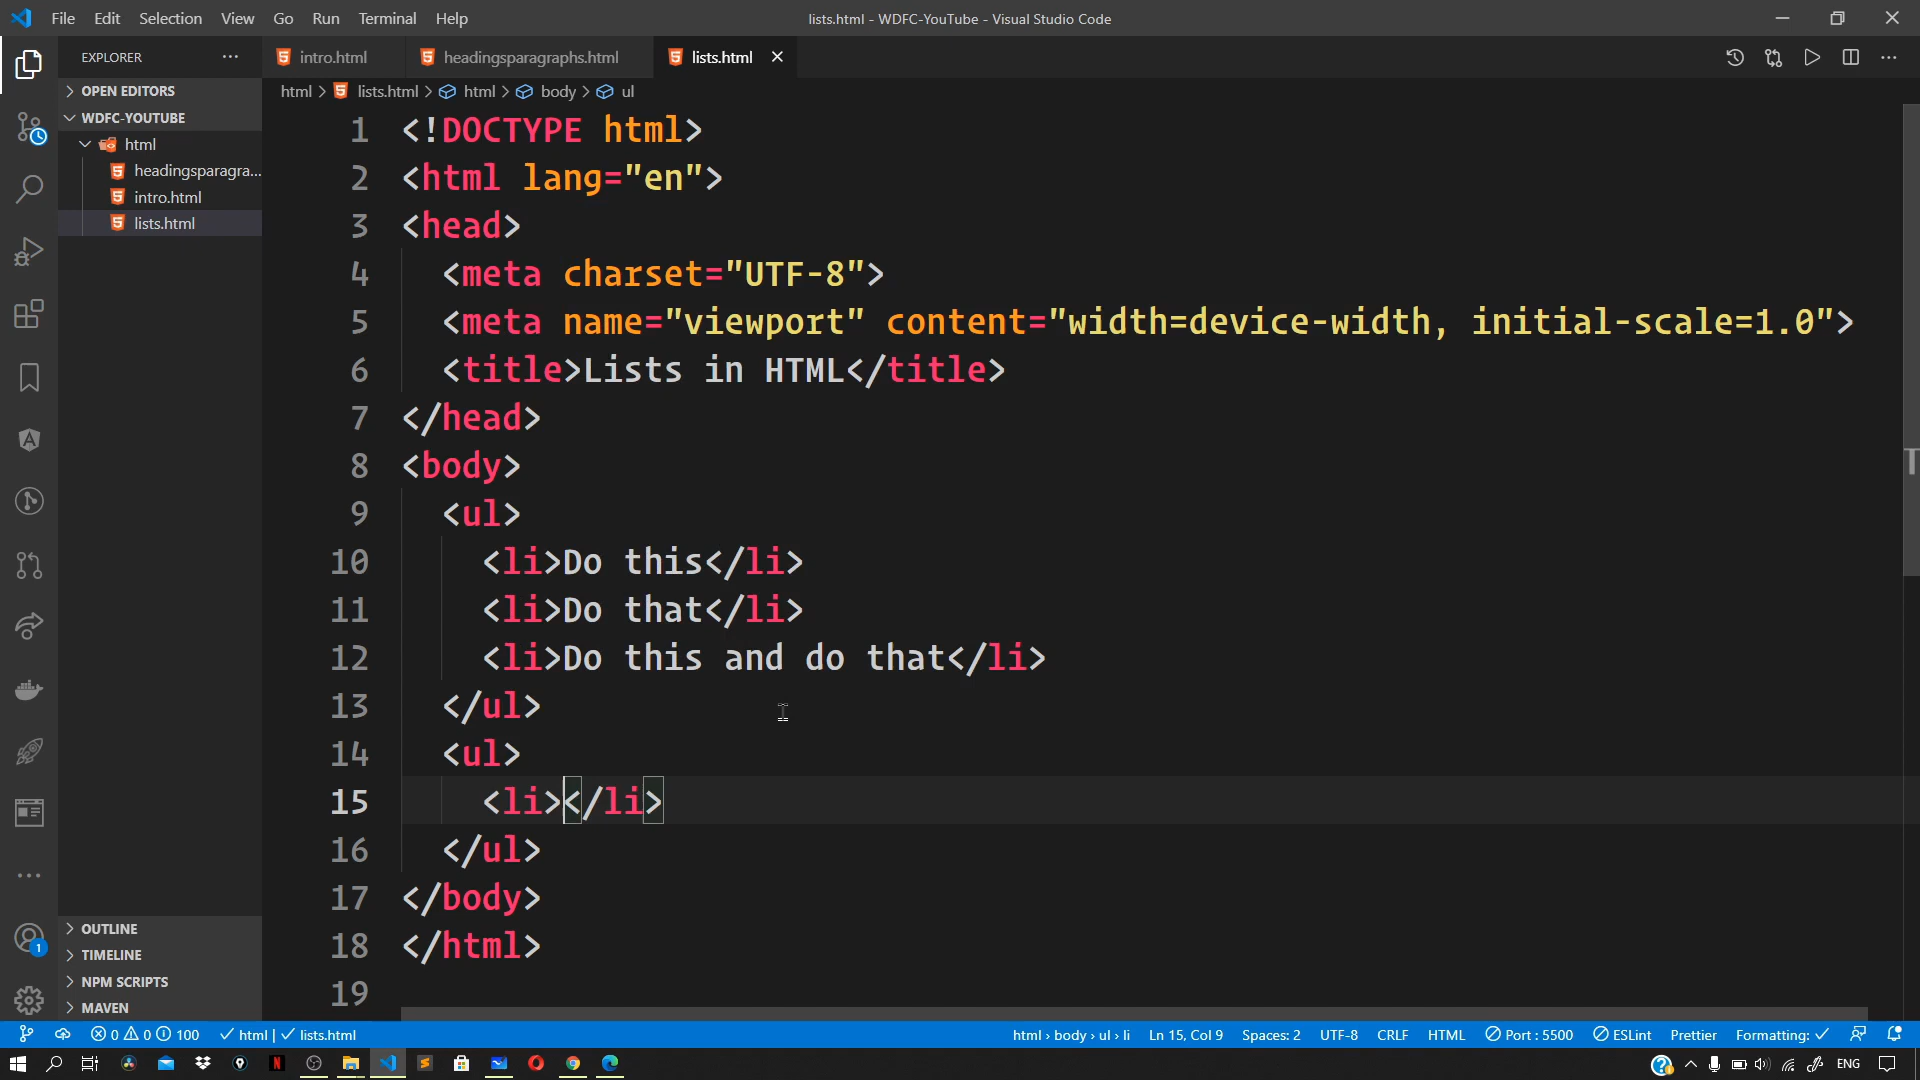 File Edit Selection View Go Run Terminal Help
lists.html - WDFC-YouTube - Visual Studio Code
EXPLORER
intro.html
headingsparagraphs.html
lists.html
OPEN EDITORS
WDFC-YOUTUBE
html
headingsparagra...
intro.html
lists.html
html > lists.html > html > body > ul
1 <!DOCTYPE html>
2 <html lang="en">
3 <head>
4 <meta charset="UTF-8">
5 <meta name="viewport" content="width=device-width, initial-scale=1.0">
6 <title>Lists in HTML</title>
7 </head>
8 <body>
9 <ul>
10 <li>Do this</li>
11 <li>Do that</li>
12 <li>Do this and do that</li>
13 </ul>
14 <ul>
15 <li></li>
16 </ul>
17 </body>
18 </html>
19
OUTLINE
TIMELINE
NPM SCRIPTS
MAVEN
1
0 0 100 html | lists.html
html > body > ul > li Ln 15, Col 9 Spaces: 2 UTF-8 CRLF HTML Port : 5500 ESLint Prettier Formatting:
ENG